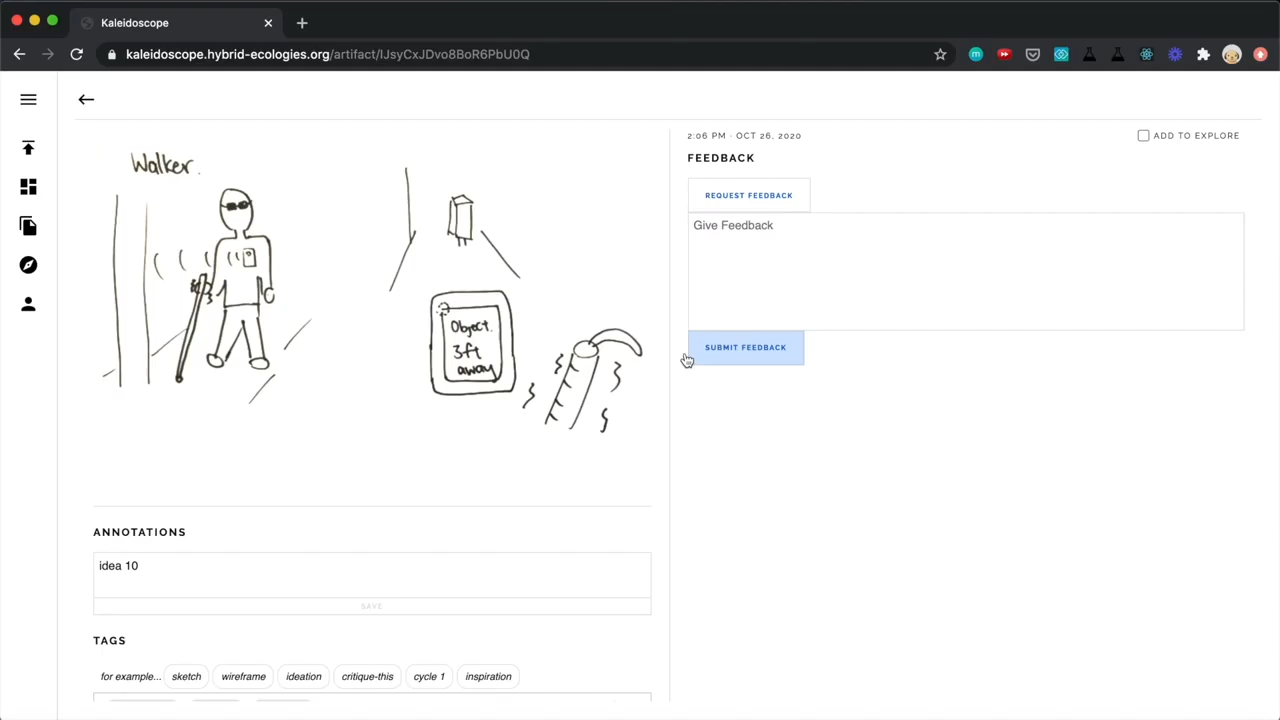 Kaleidoscope
kaleidoscope.hybrid-ecologies.org/artifact/IJsyCxJDvo8BoR6PbU0Q
Walker.
Object.
3ft
away
2:06 PM · OCT 26, 2020
ADD TO EXPLORE
FEEDBACK
REQUEST FEEDBACK
Give Feedback
SUBMIT FEEDBACK
ANNOTATIONS
idea 10
SAVE
TAGS
for example... sketch wireframe ideation critique-this cycle 1 inspiration